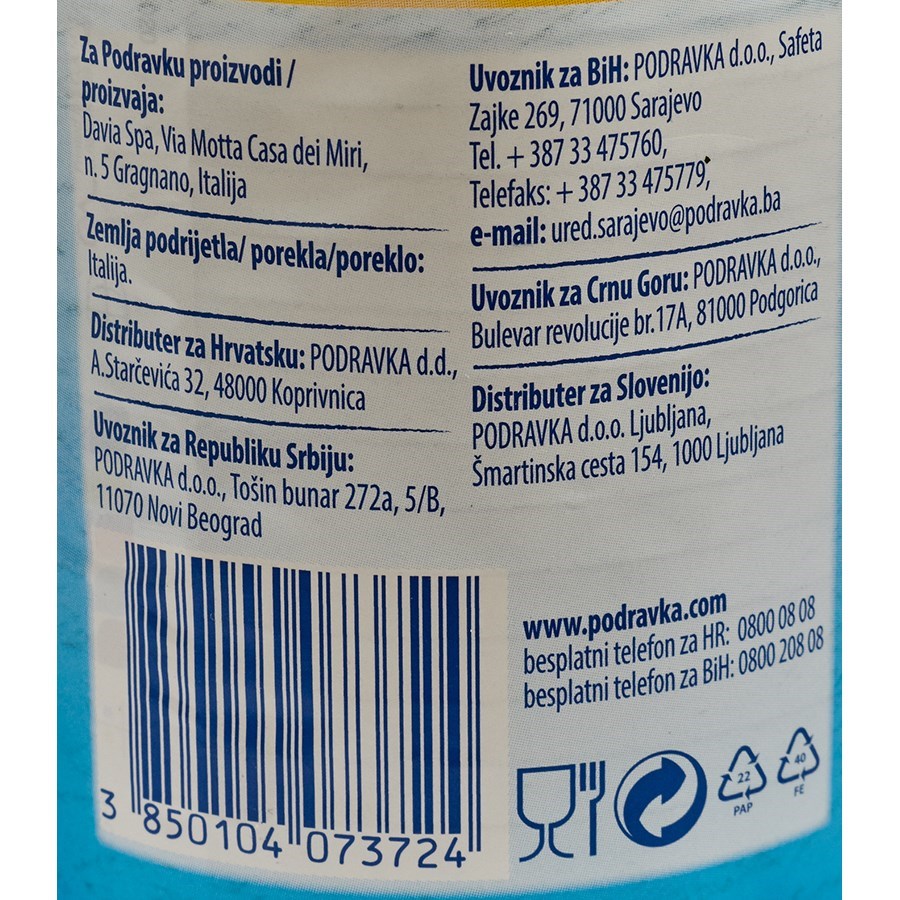 Za Podravku proizvodi /
proizvaja:
Davia Spa, Via Motta Casa dei Miri,
n. 5 Gragnano, Italija
Zemlja podrijetla/ porekla/poreklo:
Italija.
Distributer za Hrvatsku: PODRAVKA d.d.,
A.Starčevića 32, 48000 Koprivnica
Uvoznik za Republiku Srbiju:
PODRAVKA d.o.o., Tošin bunar 272a, 5/B,
11070 Novi Beograd
3 850104 073724
Uvoznik za BiH: PODRAVKA d.o.o., Safeta
Zajke 269, 71000 Sarajevo
Tel. + 387 33 475760,
Telefaks: + 387 33 475779,
e-mail: ured.sarajevo@podravka.ba
Uvoznik za Crnu Goru: PODRAVKA d.o.o.,
Bulevar revolucije br.17A, 81000 Podgorica
Distributer za Slovenijo:
PODRAVKA d.o.o. Ljubljana,
Šmartinska cesta 154, 1000 Ljubljana
www.podravka.com
besplatni telefon za HR: 0800 08 08
besplatni telefon za BiH: 0800 208 08
22
PAP
40
FE